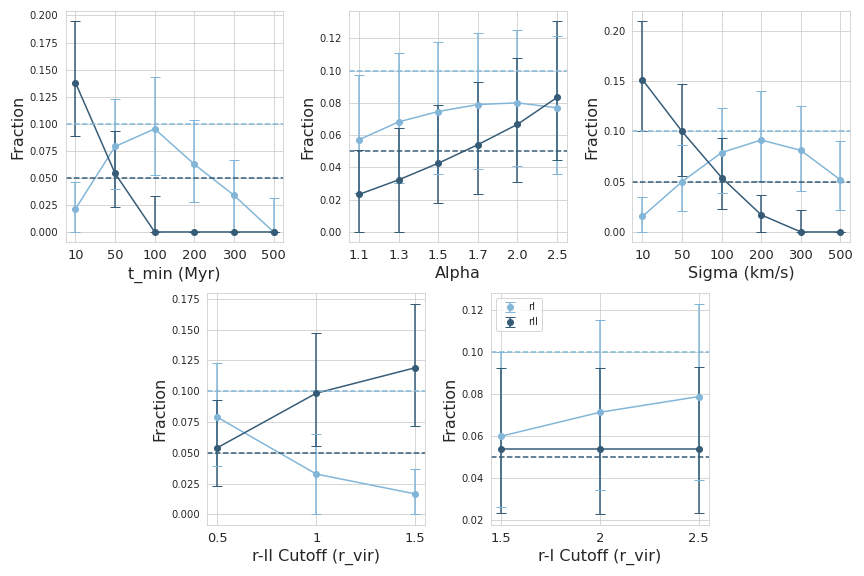 0.200
0.175
0.150
0.125
0.100
0.075
0.050
0.025
0.000
Fraction
10 50 100 200 300 500
t_min (Myr)
0.12
0.10
0.08
0.06
0.04
0.02
0.00
Fraction
1.1 1.3 1.5 1.7 2.0 2.5
Alpha
0.20
0.15
0.10
0.05
0.00
Fraction
10 50 100 200 300 500
Sigma (km/s)
0.175
0.150
0.125
0.100
0.075
0.050
0.025
0.000
Fraction
0.5 1 1.5
r-II Cutoff (r_vir)
rI
rII
0.12
0.10
0.08
0.06
0.04
0.02
Fraction
1.5 2 2.5
r-I Cutoff (r_vir)